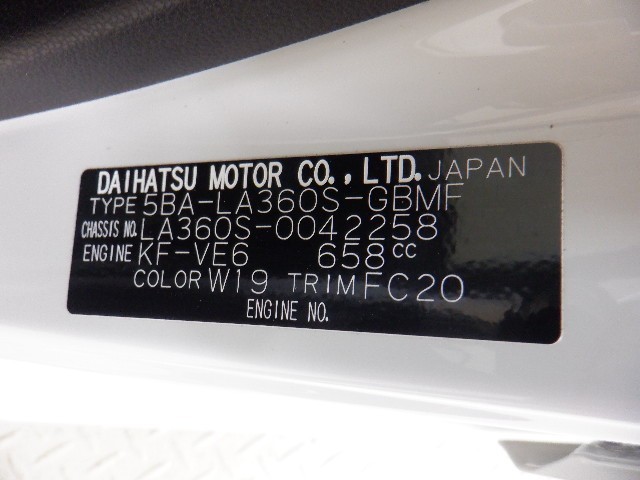 DAIHATSU MOTOR CO., LTD. JAPAN
TYPE 5BA-LA360S-GBMF
CHASSIS NO. LA360S-0042258
ENGINE KF-VE6 658cc
COLOR W19 TRIM FC20
ENGINE NO.